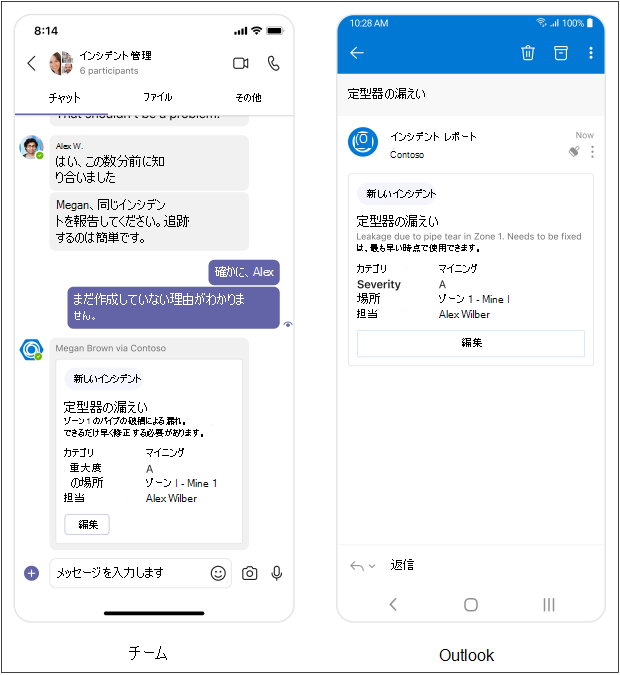 8:14
インシデント管理
6 participants
チャット
ファイル
その他
That shouldn't be a problem.
Alex W.
はい、この数分前に知
り合いました
Megan、同じインシデン
トを報告してください。追跡
するのは簡単です。
確かに、Alex
まだ作成していない理由がわかりま
せん。
Megan Brown via Contoso
新しいインシデント
定型器の漏えい
ゾーン 1 のパイプの破損による漏れ。
できるだけ早く修正する必要があります。
カテゴリ マイニング
重大度 A
の場所 ゾーン I - Mine 1
担当 Alex Wilber
編集
メッセージを入力します
チーム
10:28 AM
100%
定型器の漏えい
インシデント レポート
Now
Contoso
新しいインシデント
定型器の漏えい
Leakage due to pipe tear in Zone 1. Needs to be fixed
は、最も早い時点で使用できます。
カテゴリ マイニング
Severity A
場所 ゾーン 1 - Mine I
担当 Alex Wilber
編集
返信
Outlook